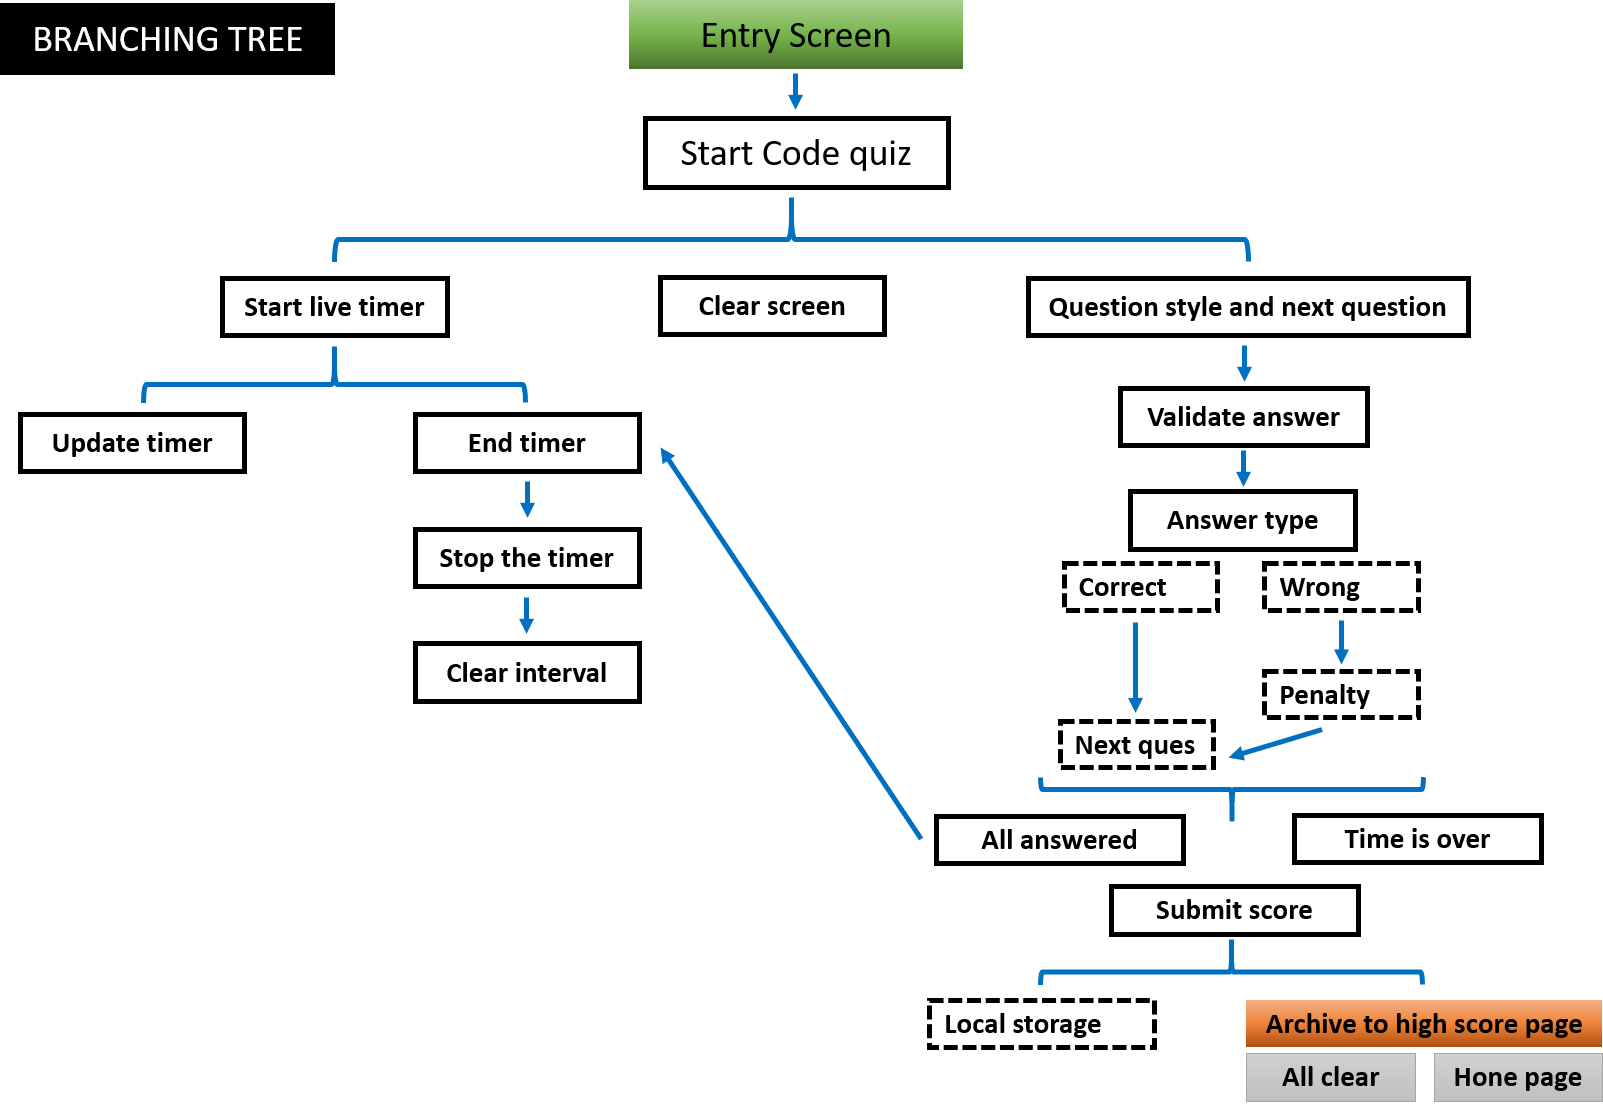 BRANCHING TREE
Entry Screen
Start Code quiz
Start live timer
Clear screen
Question style and next question
Update timer
End timer
Validate answer
Stop the timer
Answer type
Correct
Wrong
Clear interval
Penalty
Next ques
All answered
Time is over
Submit score
Local storage
Archive to high score page
All clear
Hone page